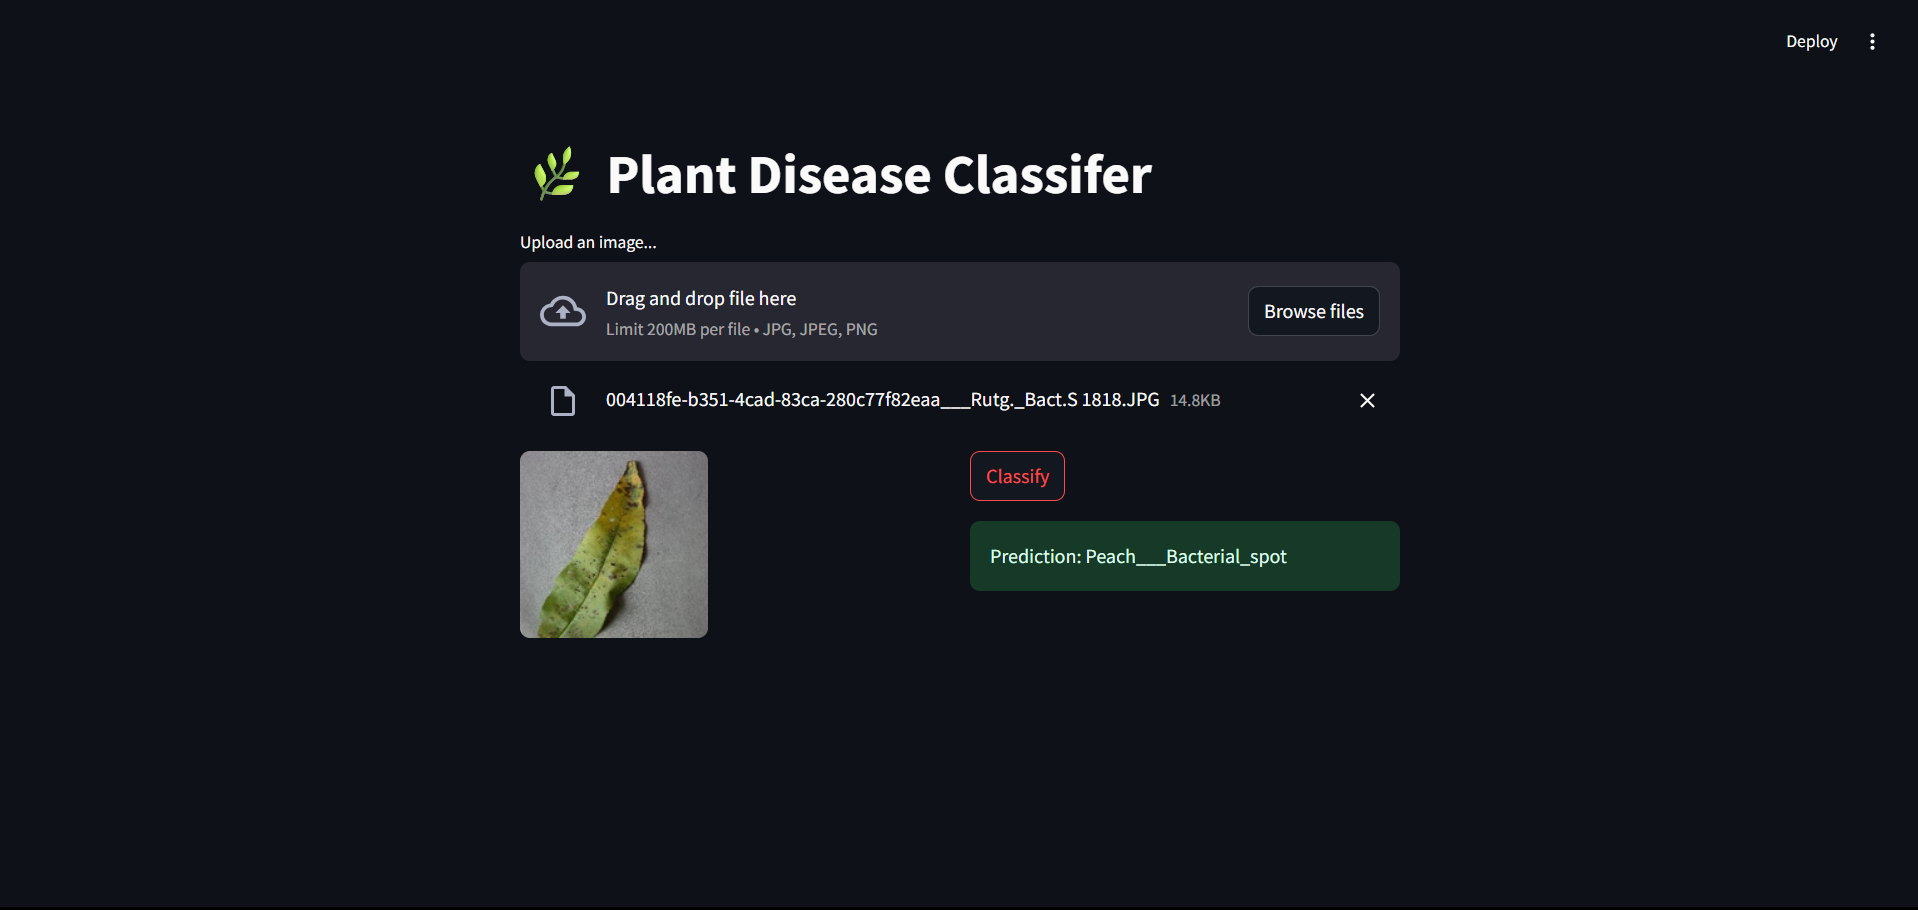 Deploy
Plant Disease Classifer
Upload an image...
Drag and drop file here
Limit 200MB per file • JPG, JPEG, PNG
Browse files
004118fe-b351-4cad-83ca-280c77f82eaa___Rutg._Bact.S 1818.JPG 14.8KB
Classify
Prediction: Peach___Bacterial_spot